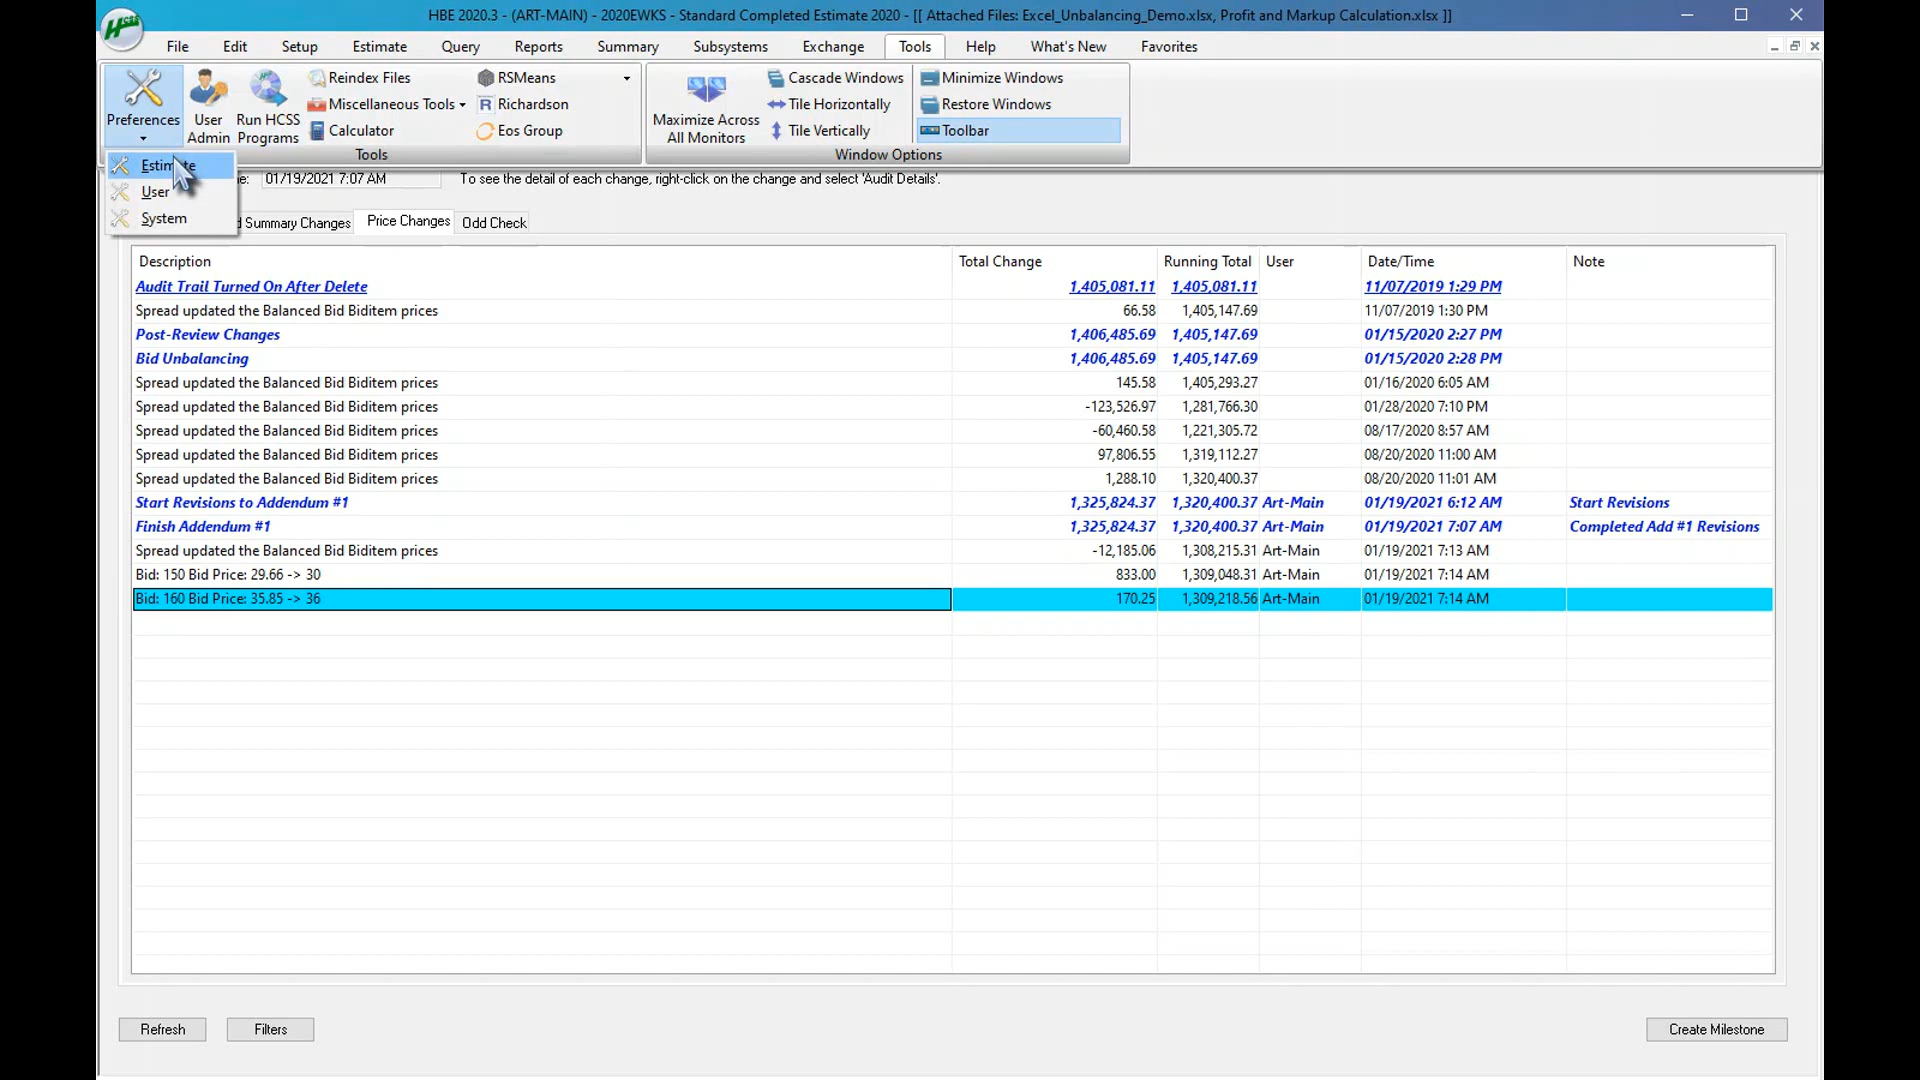 HBE 2020.3 - (ART-MAIN) - 2020EWKS - Standard Completed Estimate 2020 - [[ Attached Files: Excel_Unbalancing_Demo.xlsx, Profit and Markup Calculation.xlsx ]]
File Edit Setup Estimate Query Reports Summary Subsystems Exchange Tools Help What's New Favorites
Preferences
User Admin
Run HCSS Programs
Reindex Files
Miscellaneous Tools
Calculator
RSMeans
Richardson
Eos Group
Tools
Maximize Across All Monitors
Cascade Windows
Tile Horizontally
Tile Vertically
Minimize Windows
Restore Windows
Toolbar
Window Options
Estimate
User
System
01/19/2021 7:07 AM To see the detail of each change, right-click on the change and select 'Audit Details'.
Summary Changes Price Changes Odd Check
Description Total Change Running Total User Date/Time Note
Audit Trail Turned On After Delete 1,405,081.11 1,405,081.11 11/07/2019 1:29 PM
Spread updated the Balanced Bid Biditem prices 66.58 1,405,147.69 11/07/2019 1:30 PM
Post-Review Changes 1,406,485.69 1,405,147.69 01/15/2020 2:27 PM
Bid Unbalancing 1,406,485.69 1,405,147.69 01/15/2020 2:28 PM
Spread updated the Balanced Bid Biditem prices 145.58 1,405,293.27 01/16/2020 6:05 AM
Spread updated the Balanced Bid Biditem prices -123,526.97 1,281,766.30 01/28/2020 7:10 PM
Spread updated the Balanced Bid Biditem prices -60,460.58 1,221,305.72 08/17/2020 8:57 AM
Spread updated the Balanced Bid Biditem prices 97,806.55 1,319,112.27 08/20/2020 11:00 AM
Spread updated the Balanced Bid Biditem prices 1,288.10 1,320,400.37 08/20/2020 11:01 AM
Start Revisions to Addendum #1 1,325,824.37 1,320,400.37 Art-Main 01/19/2021 6:12 AM Start Revisions
Finish Addendum #1 1,325,824.37 1,320,400.37 Art-Main 01/19/2021 7:07 AM Completed Add #1 Revisions
Spread updated the Balanced Bid Biditem prices -12,185.06 1,308,215.31 Art-Main 01/19/2021 7:13 AM
Bid: 150 Bid Price: 29.66 -> 30 833.00 1,309,048.31 Art-Main 01/19/2021 7:14 AM
Bid: 160 Bid Price: 35.85 -> 36 170.25 1,309,218.56 Art-Main 01/19/2021 7:14 AM
Refresh Filters Create Milestone